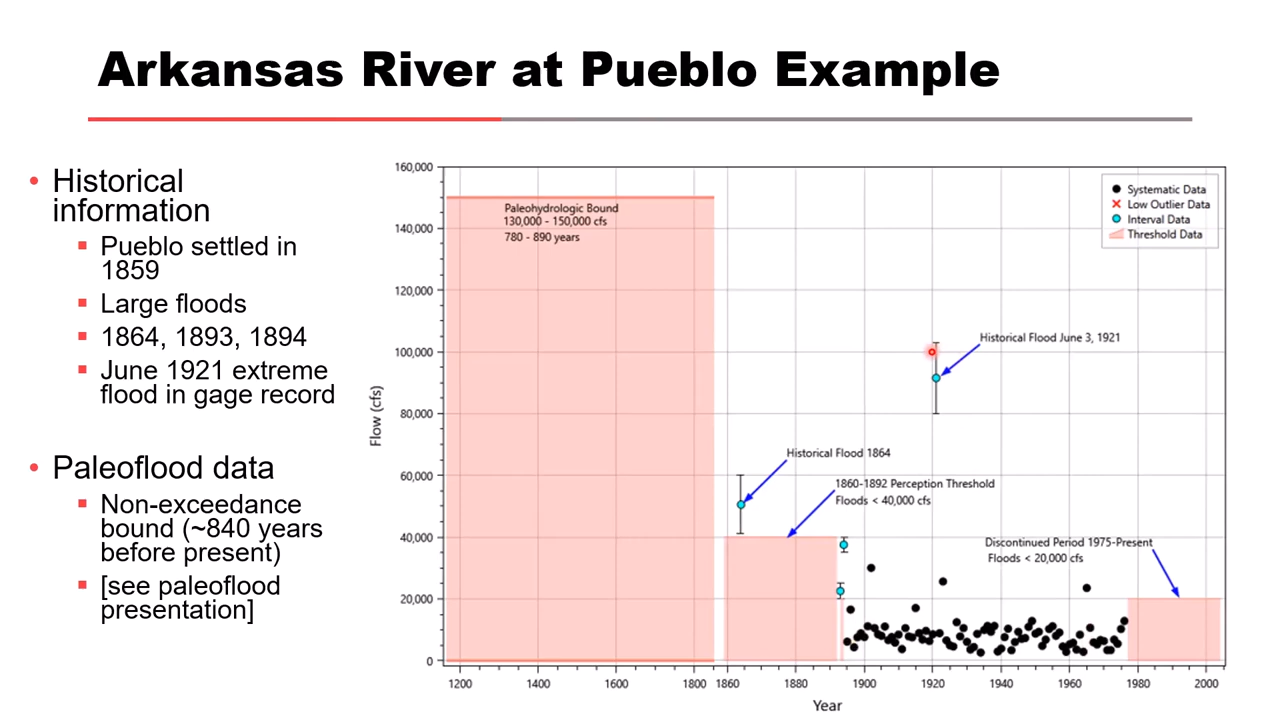 Arkansas River at Pueblo Example
• Historical
information
▪ Pueblo settled in
1859
▪ Large floods
▪ 1864, 1893, 1894
▪ June 1921 extreme
flood in gage record
• Paleoflood data
▪ Non-exceedance
bound (~840 years
before present)
▪ [see paleoflood
presentation]
Flow (cfs)
160,000
140,000
120,000
100,000
80,000
60,000
40,000
20,000
0
Paleohydrologic Bound
130,000 - 150,000 cfs
780 - 890 years
Systematic Data
Low Outlier Data
Interval Data
Threshold Data
Historical Flood June 3, 1921
Historical Flood 1864
1860-1892 Perception Threshold
Floods < 40,000 cfs
Discontinued Period 1975-Present
Floods < 20,000 cfs
1200 1400 1600 1800 1860 1880 1900 1920 1940 1960 1980 2000
Year